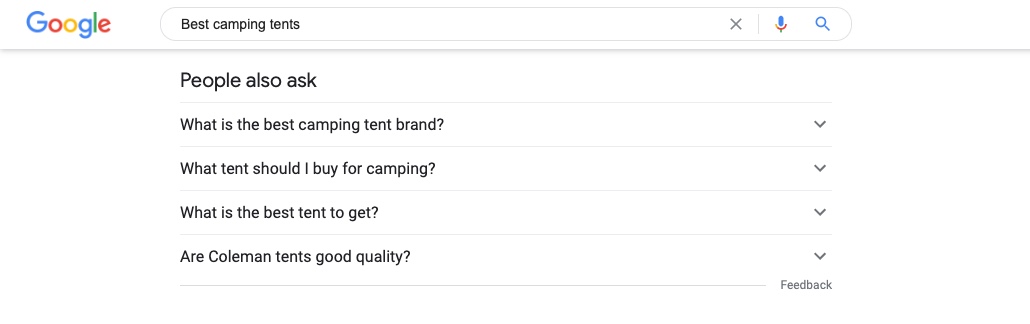 Google
Best camping tents
People also ask
What is the best camping tent brand?
What tent should I buy for camping?
What is the best tent to get?
Are Coleman tents good quality?
Feedback